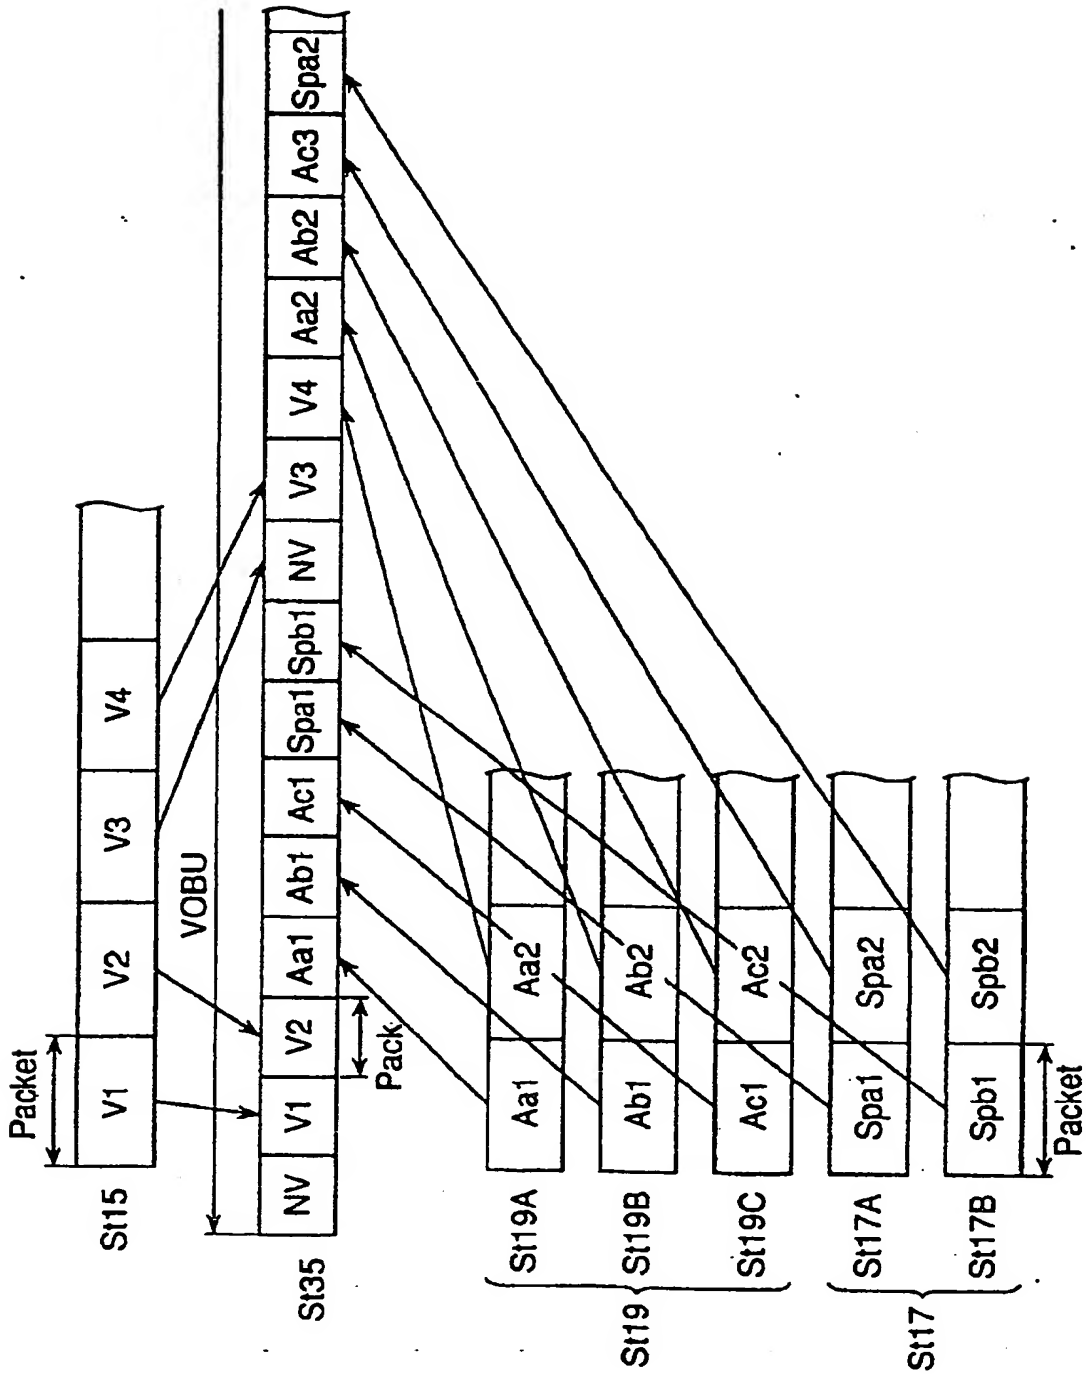 Packet
St15 V1 V2 V3 V4
VOBU
St35 NV V1 V2 Aa1 Ab1 Ac1 Spa1 Spb1 NV V3 V4 Aa2 Ab2 Ac3 Spa2
Pack
St19
St19A Aa1 Aa2
St19B Ab1 Ab2
St19C Ac1 Ac2
St17
St17A Spa1 Spa2
St17B Spb1 Spb2
Packet